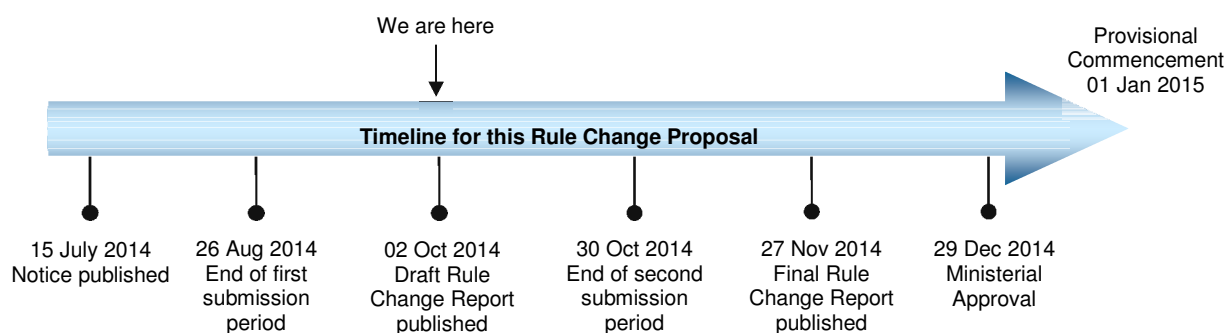 We are here
Provisional
Commencement
01 Jan 2015
Timeline for this Rule Change Proposal
15 July 2014
Notice published
26 Aug 2014
End of first
submission
period
02 Oct 2014
Draft Rule
Change Report
published
30 Oct 2014
End of second
submission
period
27 Nov 2014
Final Rule
Change Report
published
29 Dec 2014
Ministerial
Approval